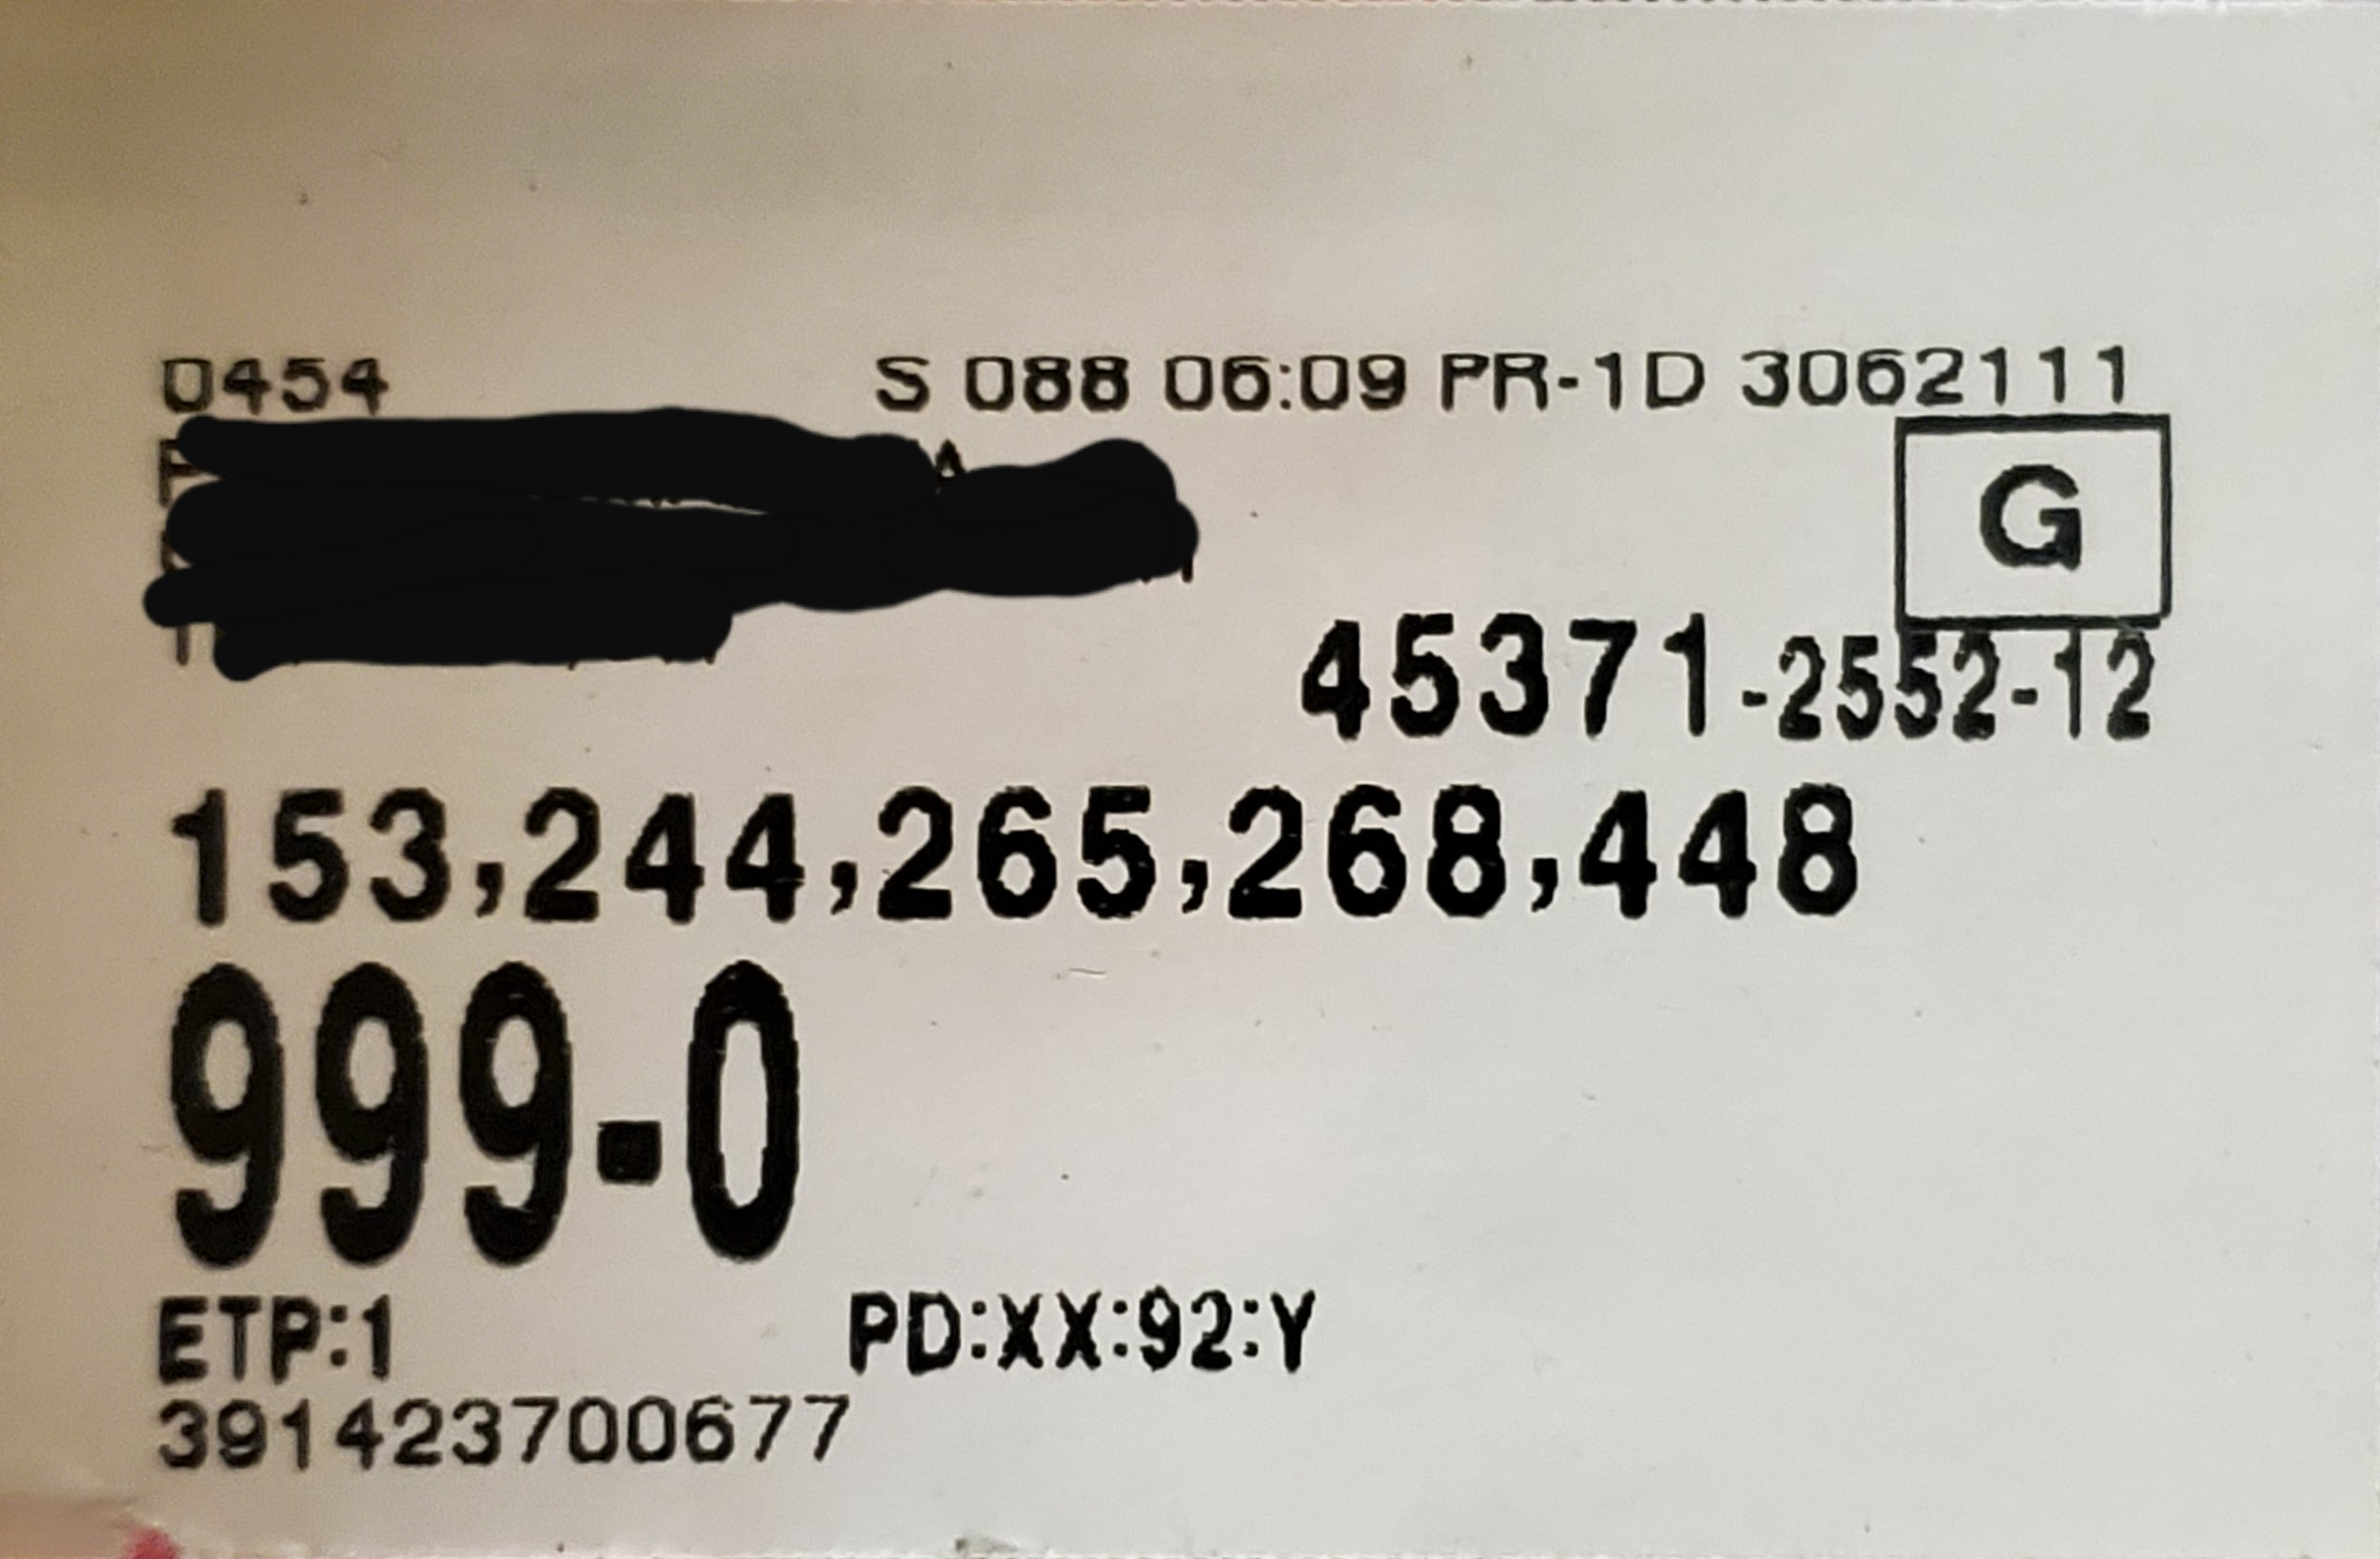 0454 S 088 06:09 PR-1D 3062111
G
45371-2552-12
153,244,265,268,448
999-0
ETP:1 PD:XX:92:Y
391423700677